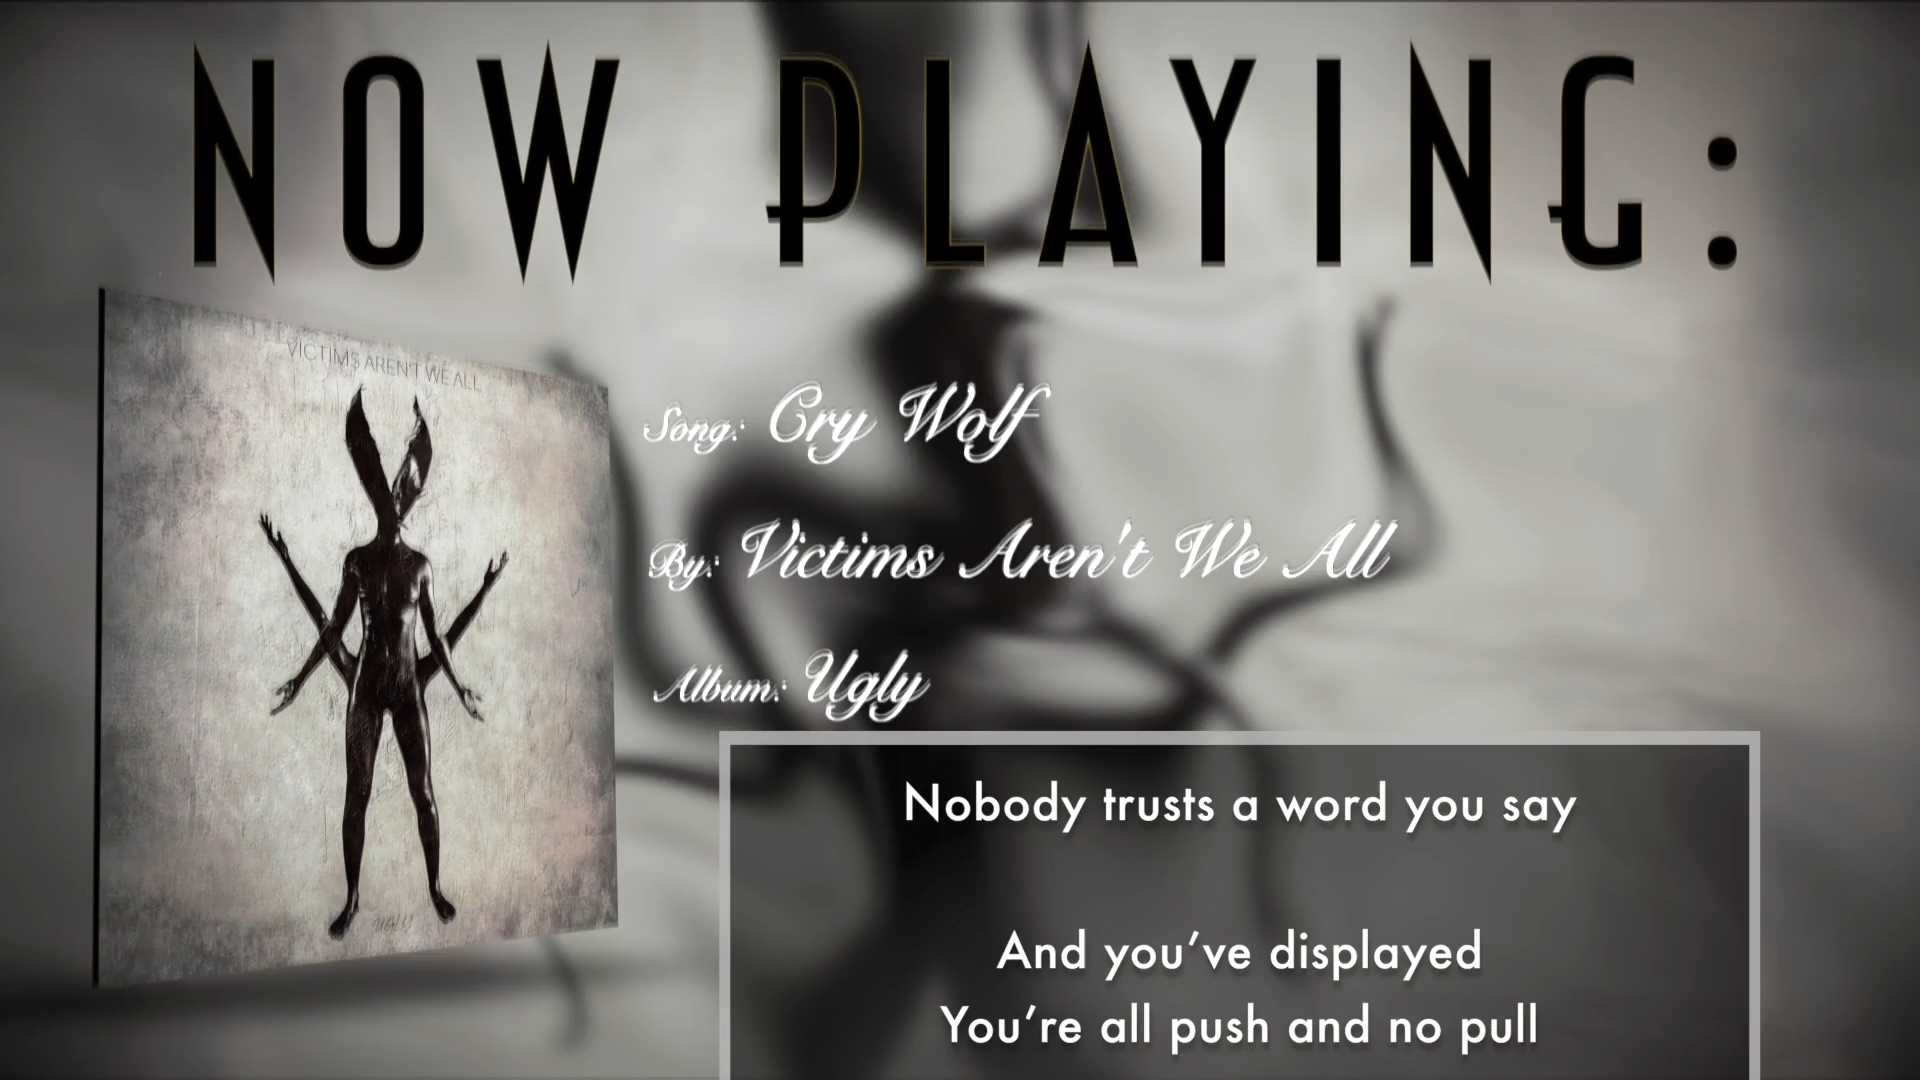 NOW PLAYING:
VICTIMS AREN'T WE ALL
Song: Cry Wolf
By: Victims Aren't We All
Album: Ugly
UGLY
Nobody trusts a word you say
And you’ve displayed
You’re all push and no pull